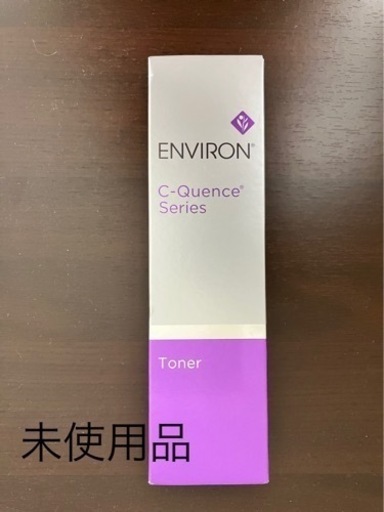 ENVIRON®
C-Quence®
Series
Toner
未使用品